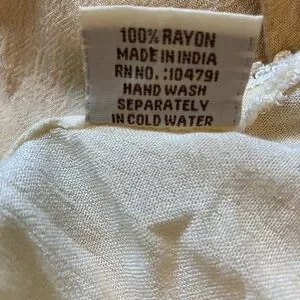 100% RAYON
MADE IN INDIA
RN NO. :104791
HAND WASH
SEPARATELY
IN COLD WATER